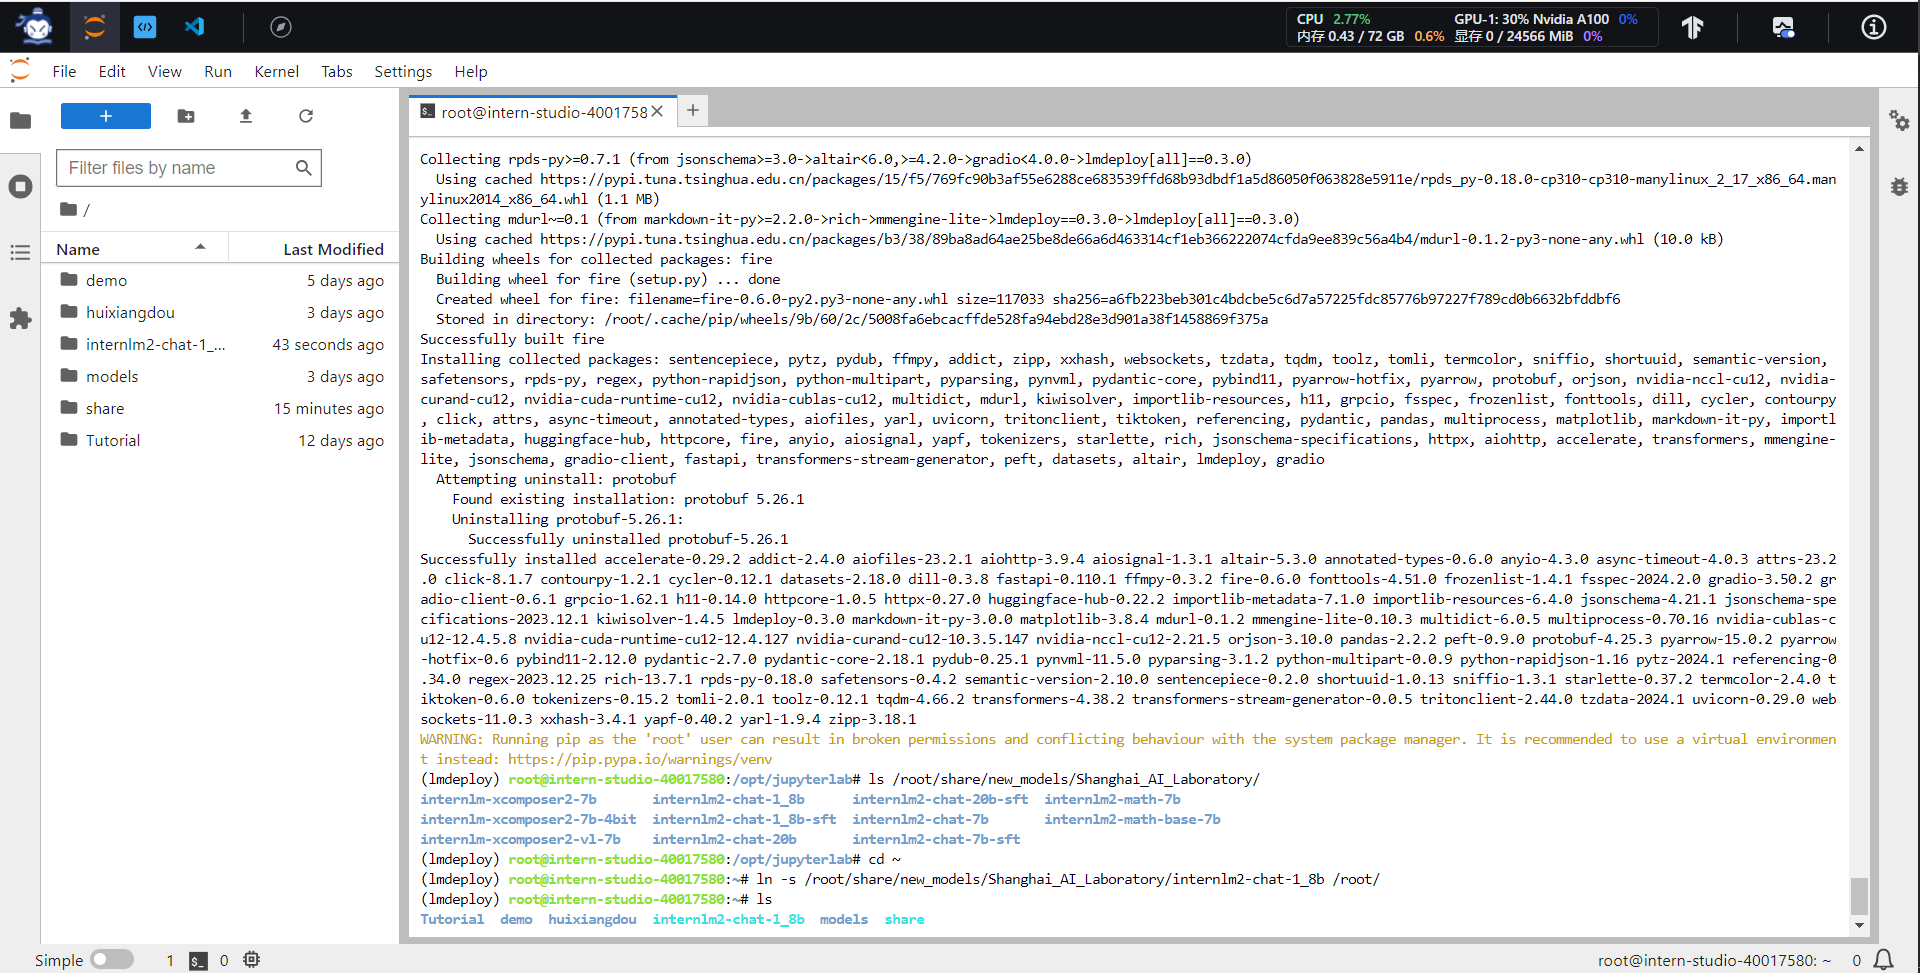 CPU 2.77% GPU-1: 30% Nvidia A100 0%
内存 0.43 / 72 GB 0.6% 显存 0 / 24566 MiB 0%
File Edit View Run Kernel Tabs Settings Help
Filter files by name
/
Name Last Modified
demo 5 days ago
huixiangdou 3 days ago
internlm2-chat-1_... 43 seconds ago
models 3 days ago
share 15 minutes ago
Tutorial 12 days ago
root@intern-studio-4001758
Collecting rpds-py>=0.7.1 (from jsonschema>=3.0->altair<6.0,>=4.2.0->gradio<4.0.0->lmdeploy[all]==0.3.0)
Using cached https://pypi.tuna.tsinghua.edu.cn/packages/15/f5/769fc90b3af55e6288ce683539ffd68b93dbdf1a5d86050f063828e5911e/rpds_py-0.18.0-cp310-cp310-manylinux_2_17_x86_64.man
ylinux2014_x86_64.whl (1.1 MB)
Collecting mdurl~=0.1 (from markdown-it-py>=2.2.0->rich->mmengine-lite->lmdeploy==0.3.0->lmdeploy[all]==0.3.0)
Using cached https://pypi.tuna.tsinghua.edu.cn/packages/b3/38/89ba8ad64ae25be8de66a6d463314cf1eb366222074cfda9ee839c56a4b4/mdurl-0.1.2-py3-none-any.whl (10.0 kB)
Building wheels for collected packages: fire
Building wheel for fire (setup.py) ... done
Created wheel for fire: filename=fire-0.6.0-py2.py3-none-any.whl size=117033 sha256=a6fb223beb301c4bdcbe5c6d7a57225fdc85776b97227f789cd0b6632bfddbf6
Stored in directory: /root/.cache/pip/wheels/9b/60/2c/5008fa6ebcacffde528fa94ebd28e3d901a38f1458869f375a
Successfully built fire
Installing collected packages: sentencepiece, pytz, pydub, ffmpy, addict, zipp, xxhash, websockets, tzdata, tqdm, toolz, tomli, termcolor, sniffio, shortuuid, semantic-version,
safetensors, rpds-py, regex, python-rapidjson, python-multipart, pyparsing, pynvml, pydantic-core, pybind11, pyarrow-hotfix, pyarrow, protobuf, orjson, nvidia-nccl-cu12, nvidia-
curand-cu12, nvidia-cuda-runtime-cu12, nvidia-cublas-cu12, multidict, mdurl, kiwisolver, importlib-resources, h11, grpcio, fsspec, frozenlist, fonttools, dill, cycler, contourpy
, click, attrs, async-timeout, annotated-types, aiofiles, yarl, uvicorn, tritonclient, tiktoken, referencing, pydantic, pandas, multiprocess, matplotlib, markdown-it-py, importl
ib-metadata, huggingface-hub, httpcore, fire, anyio, aiosignal, yapf, tokenizers, starlette, rich, jsonschema-specifications, httpx, aiohttp, accelerate, transformers, mmengine-
lite, jsonschema, gradio-client, fastapi, transformers-stream-generator, peft, datasets, altair, lmdeploy, gradio
Attempting uninstall: protobuf
Found existing installation: protobuf 5.26.1
Uninstalling protobuf-5.26.1:
Successfully uninstalled protobuf-5.26.1
Successfully installed accelerate-0.29.2 addict-2.4.0 aiofiles-23.2.1 aiohttp-3.9.4 aiosignal-1.3.1 altair-5.3.0 annotated-types-0.6.0 anyio-4.3.0 async-timeout-4.0.3 attrs-23.2
.0 click-8.1.7 contourpy-1.2.1 cycler-0.12.1 datasets-2.18.0 dill-0.3.8 fastapi-0.110.1 ffmpy-0.3.2 fire-0.6.0 fonttools-4.51.0 frozenlist-1.4.1 fsspec-2024.2.0 gradio-3.50.2 gr
adio-client-0.6.1 grpcio-1.62.1 h11-0.14.0 httpcore-1.0.5 httpx-0.27.0 huggingface-hub-0.22.2 importlib-metadata-7.1.0 importlib-resources-6.4.0 jsonschema-4.21.1 jsonschema-spe
cifications-2023.12.1 kiwisolver-1.4.5 lmdeploy-0.3.0 markdown-it-py-3.0.0 matplotlib-3.8.4 mdurl-0.1.2 mmengine-lite-0.10.3 multidict-6.0.5 multiprocess-0.70.16 nvidia-cublas-c
u12-12.4.5.8 nvidia-cuda-runtime-cu12-12.4.127 nvidia-curand-cu12-10.3.5.147 nvidia-nccl-cu12-2.21.5 orjson-3.10.0 pandas-2.2.2 peft-0.9.0 protobuf-4.25.3 pyarrow-15.0.2 pyarrow
-hotfix-0.6 pybind11-2.12.0 pydantic-2.7.0 pydantic-core-2.18.1 pydub-0.25.1 pynvml-11.5.0 pyparsing-3.1.2 python-multipart-0.0.9 python-rapidjson-1.16 pytz-2024.1 referencing-0
.34.0 regex-2023.12.25 rich-13.7.1 rpds-py-0.18.0 safetensors-0.4.2 semantic-version-2.10.0 sentencepiece-0.2.0 shortuuid-1.0.13 sniffio-1.3.1 starlette-0.37.2 termcolor-2.4.0 t
iktoken-0.6.0 tokenizers-0.15.2 tomli-2.0.1 toolz-0.12.1 tqdm-4.66.2 transformers-4.38.2 transformers-stream-generator-0.0.5 tritonclient-2.44.0 tzdata-2024.1 uvicorn-0.29.0 web
sockets-11.0.3 xxhash-3.4.1 yapf-0.40.2 yarl-1.9.4 zipp-3.18.1
WARNING: Running pip as the 'root' user can result in broken permissions and conflicting behaviour with the system package manager. It is recommended to use a virtual environmen
t instead: https://pip.pypa.io/warnings/venv
(lmdeploy) root@intern-studio-40017580:/opt/jupyterlab# ls /root/share/new_models/Shanghai_AI_Laboratory/
internlm-xcomposer2-7b internlm2-chat-1_8b internlm2-chat-20b-sft internlm2-math-7b
internlm-xcomposer2-7b-4bit internlm2-chat-1_8b-sft internlm2-chat-7b internlm2-math-base-7b
internlm-xcomposer2-vl-7b internlm2-chat-20b internlm2-chat-7b-sft
(lmdeploy) root@intern-studio-40017580:/opt/jupyterlab# cd ~
(lmdeploy) root@intern-studio-40017580:~# ln -s /root/share/new_models/Shanghai_AI_Laboratory/internlm2-chat-1_8b /root/
(lmdeploy) root@intern-studio-40017580:~# ls
Tutorial demo huixiangdou internlm2-chat-1_8b models share
Simple 1 $_ 0 root@intern-studio-40017580: ~ 0